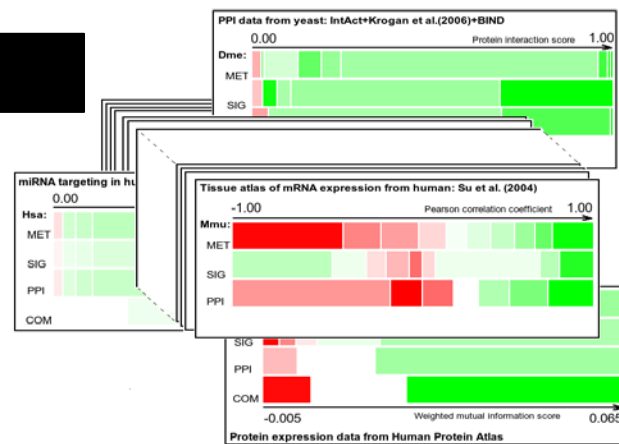 PPI data from yeast: IntAct+Krogan et al.(2006)+BIND
0.00 Protein interaction score 1.00
Dme:
MET
SIG
miRNA targeting in hu
0.00
Hsa:
MET
SIG
PPI
COM
Tissue atlas of mRNA expression from human: Su et al. (2004)
-1.00 Pearson correlation coefficient 1.00
Mmu:
MET
SIG
PPI
SIG
PPI
COM
-0.005 Weighted mutual information score 0.065
Protein expression data from Human Protein Atlas